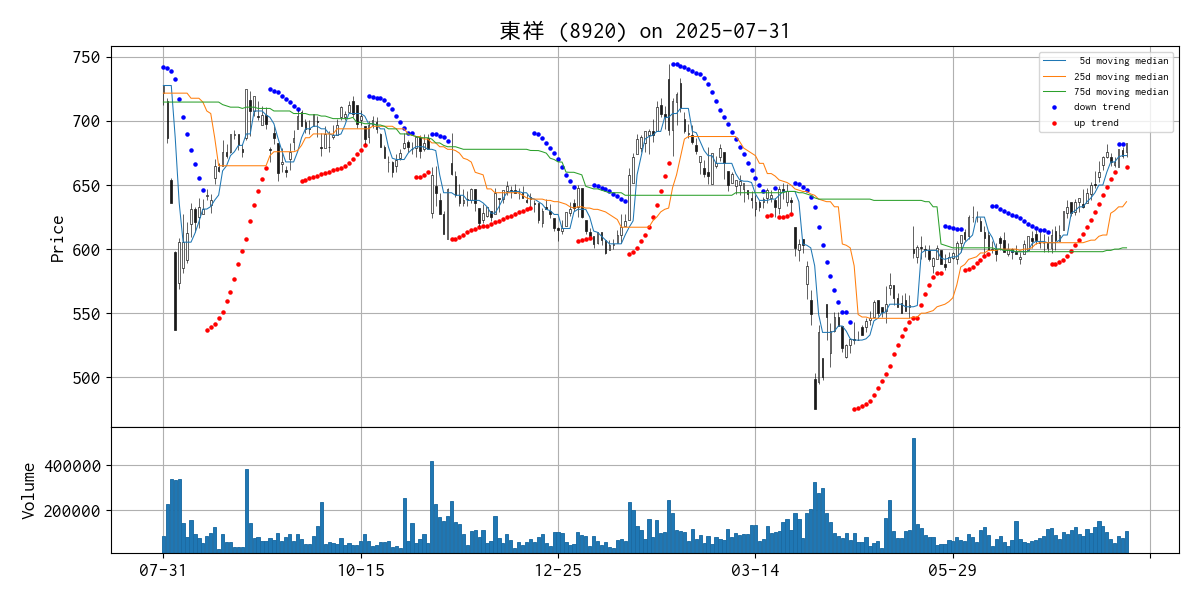 東祥 (8920) on 2025-07-31
750
700
650
600
550
500
Price
5d moving median
25d moving median
75d moving median
down trend
up trend
400000
200000
Volume
07-31
10-15
12-25
03-14
05-29